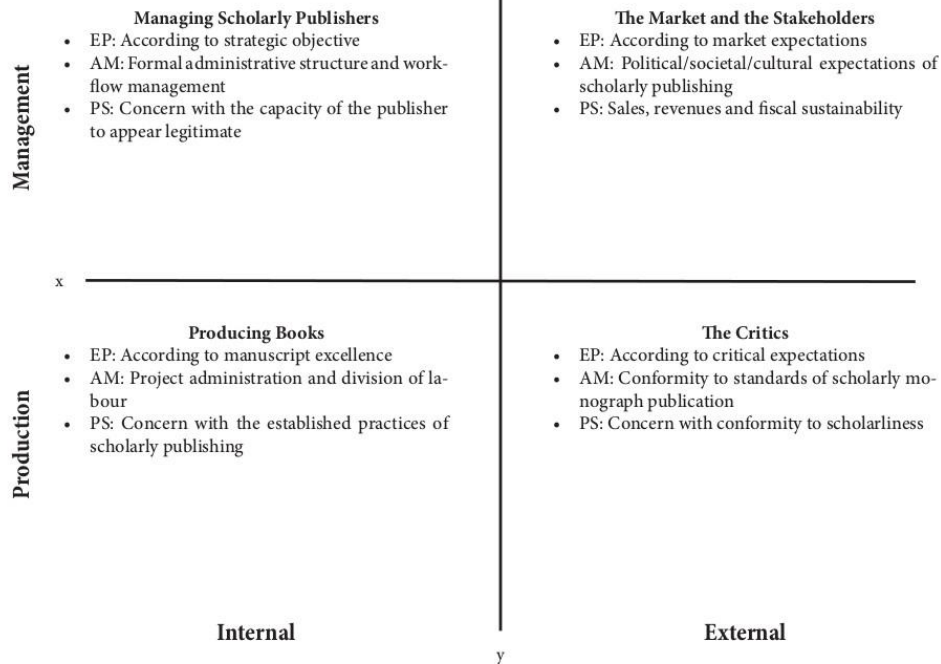 Managing Scholarly Publishers
• EP: According to strategic objective
• AM: Formal administrative structure and work-
flow management
• PS: Concern with the capacity of the publisher
to appear legitimate
The Market and the Stakeholders
• EP: According to market expectations
• AM: Political/societal/cultural expectations of
scholarly publishing
• PS: Sales, revenues and fiscal sustainability
Management
x
Producing Books
• EP: According to manuscript excellence
• AM: Project administration and division of la-
bour
• PS: Concern with the established practices of
scholarly publishing
The Critics
• EP: According to critical expectations
• AM: Conformity to standards of scholarly mo-
nograph publication
• PS: Concern with conformity to scholarliness
Production
Internal
External
y